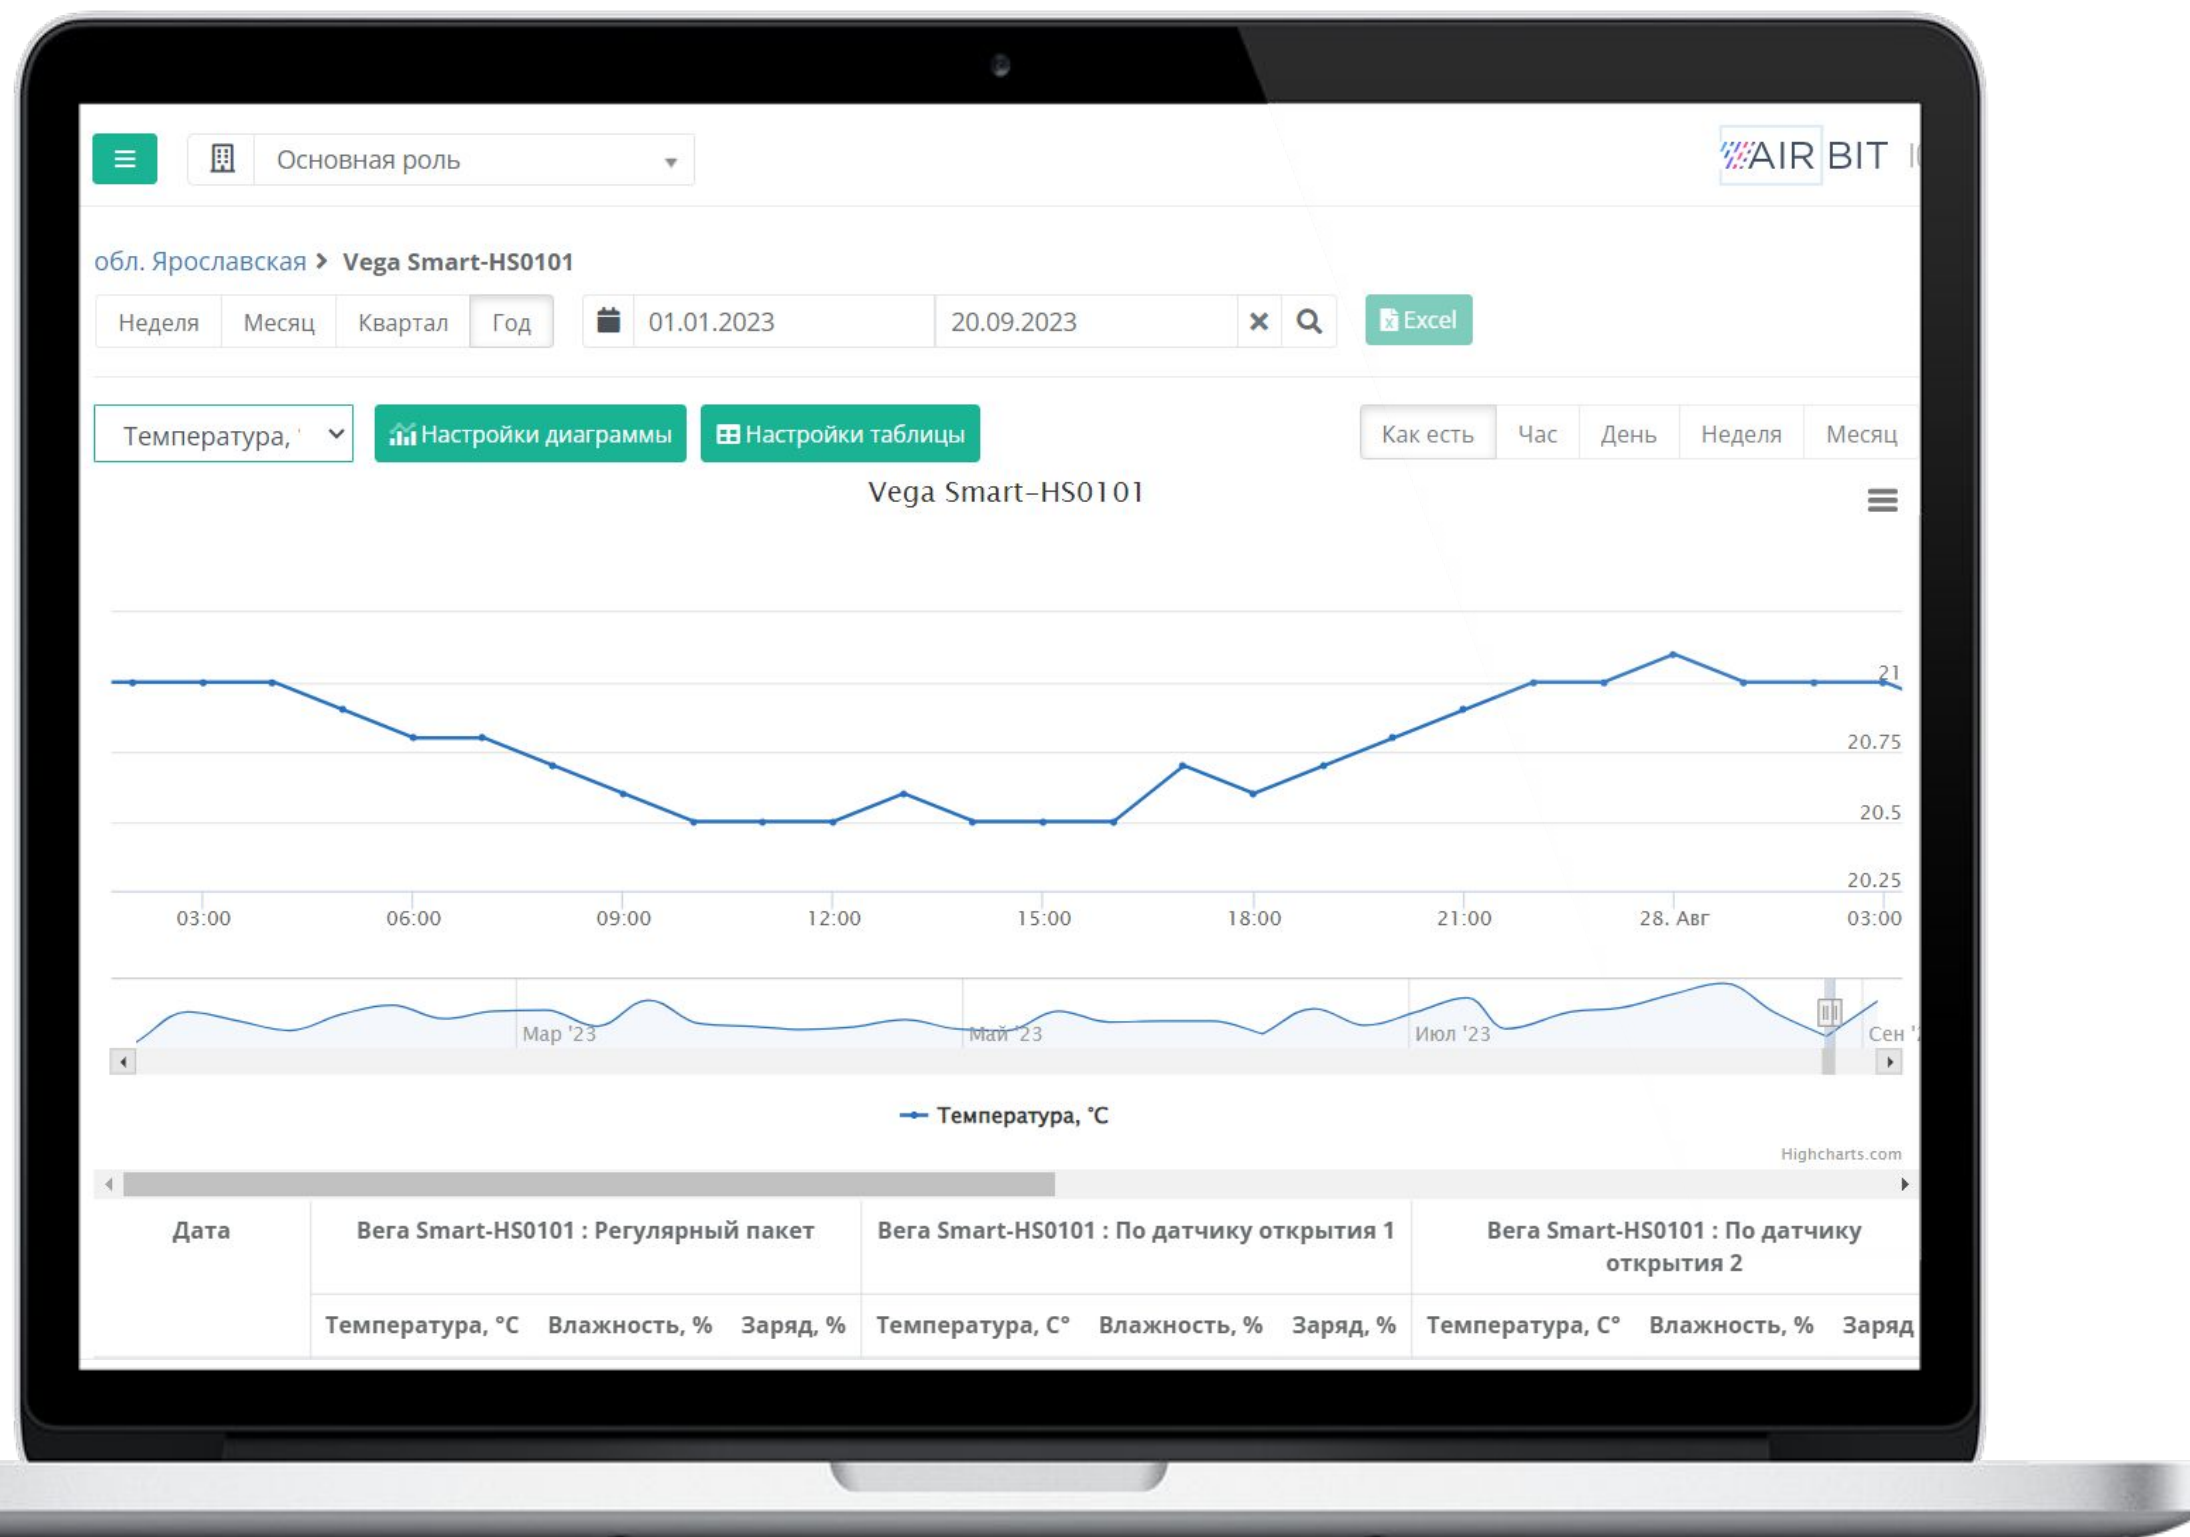 Основная роль
AIR BIT
обл. Ярославская > Vega Smart-HS0101
Неделя Месяц Квартал Год 01.01.2023 20.09.2023 Excel
Температура, Настройки диаграммы Настройки таблицы Как есть Час День Неделя Месяц
Vega Smart-HS0101
21
20.75
20.5
20.25
03:00 06:00 09:00 12:00 15:00 18:00 21:00 28. Авг 03:00
Мар '23 Май '23 Июл '23 Сен '
Температура, °C
Highcharts.com
Дата Вега Smart-HS0101 : Регулярный пакет Вега Smart-HS0101 : По датчику открытия 1 Вега Smart-HS0101 : По датчику
открытия 2
Температура, °C Влажность, % Заряд, % Температура, C° Влажность, % Заряд, % Температура, C° Влажность, % Заряд